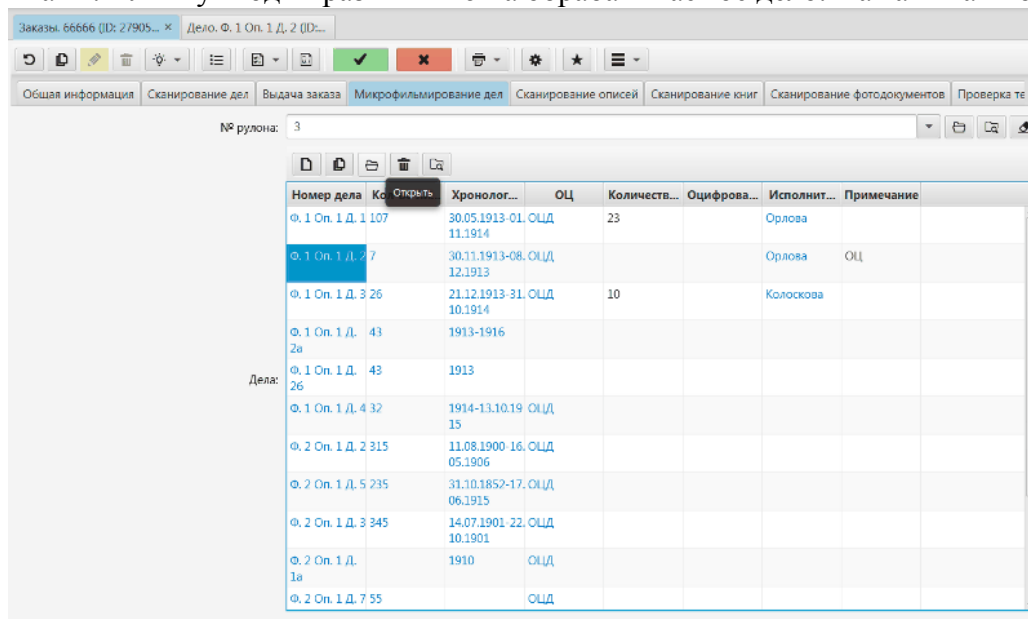 Заказы. 66666 (ID: 27905... × Дело. Ф. 1 Оп. 1 Д. 2 (ID:...
Общая информация Сканирование дел Выдача заказа Микрофильмирование дел Сканирование описей Сканирование книг Сканирование фотодокументов Проверка те
№ рулона: 3
Открыть
Номер дела Хронолог... ОЦ Количеств... Оцифрова... Исполнит... Примечание
Ф. 1 Оп. 1 Д. 1 107 30.05.1913-01. ОЦД 23 Орлова
11.1914
Ф. 1 Оп. 1 Д. 2 7 30.11.1913-08. ОЦД Орлова ОЦ
12.1913
Ф. 1 Оп. 1 Д. 3 26 21.12.1913-31. ОЦД 10 Колоскова
10.1914
Ф. 1 Оп. 1 Д. 43 1913-1916
2а
Дела: Ф. 1 Оп. 1 Д. 43 1913
2б
Ф. 1 Оп. 1 Д. 4 32 1914-13.10.19 ОЦД
15
Ф. 2 Оп. 1 Д. 2 315 11.08.1900-16. ОЦД
05.1906
Ф. 2 Оп. 1 Д. 5 235 31.10.1852-17. ОЦД
06.1915
Ф. 2 Оп. 1 Д. 3 345 14.07.1901-22. ОЦД
10.1901
Ф. 2 Оп. 1 Д. 1910 ОЦД
1а
Ф. 2 Оп. 1 Д. 7 55 ОЦД